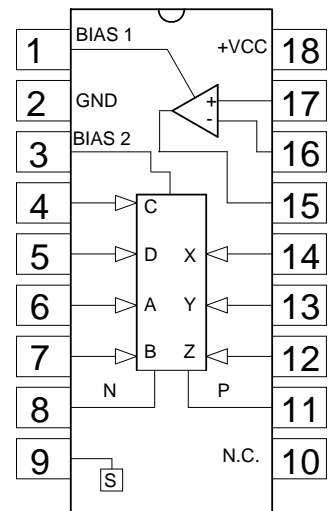 1 BIAS 1 +VCC 18
2 GND + 17
3 BIAS 2 - 16
4 C 15
5 D X 14
6 A Y 13
7 B Z 12
8 N P 11
9 S N.C. 10